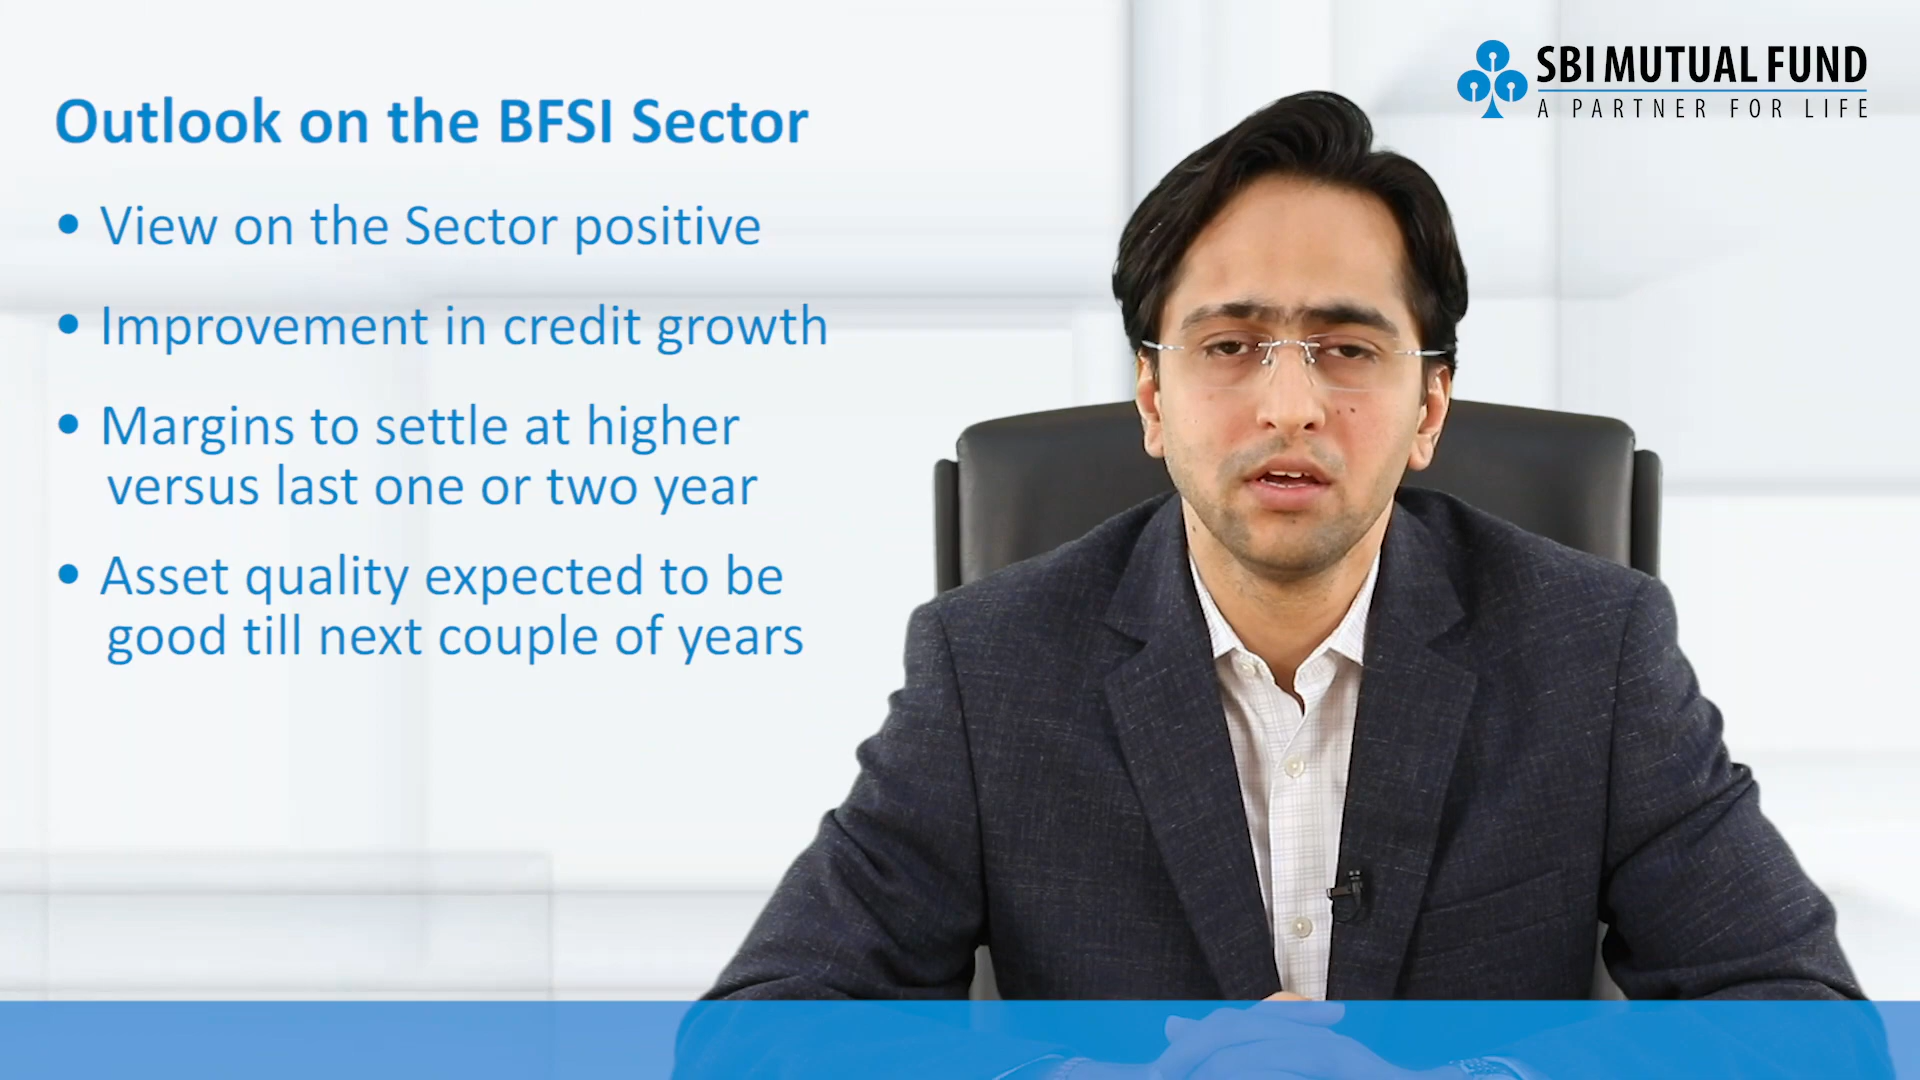 SBI MUTUAL FUND
A PARTNER FOR LIFE
Outlook on the BFSI Sector
• View on the Sector positive
• Improvement in credit growth
• Margins to settle at higher
versus last one or two year
• Asset quality expected to be
good till next couple of years